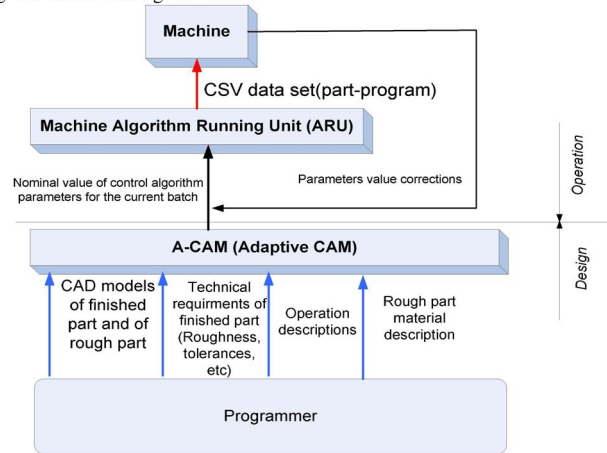 Machine
CSV data set(part-program)
Machine Algorithm Running Unit (ARU)
Nominal value of control algorithm
parameters for the current batch
Parameters value corrections
Operation
Design
A-CAM (Adaptive CAM)
CAD models
of finished
part and of
rough part
Technical
requirments of
finished part
(Roughness,
tolerances,
etc)
Operation
descriptions
Rough part
material
description
Programmer